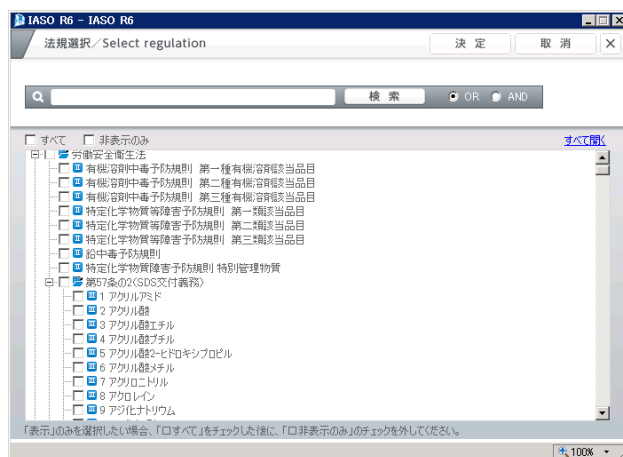 IASO R6 - IASO R6
法規選択/Select regulation
決 定
取 消
検 索
OR
AND
すべて
非表示のみ
すべて開く
労働安全衛生法
有機溶剤中毒予防規則 第一種有機溶剤該当品目
有機溶剤中毒予防規則 第二種有機溶剤該当品目
有機溶剤中毒予防規則 第三種有機溶剤該当品目
特定化学物質等障害予防規則 第一類該当品目
特定化学物質等障害予防規則 第二類該当品目
特定化学物質等障害予防規則 第三類該当品目
鉛中毒予防規則
特定化学物質障害予防規則 特別管理物質
第57条の2(SDS交付義務)
1 アクリルアミド
2 アクリル酸
3 アクリル酸エチル
4 アクリル酸ブチル
5 アクリル酸2-ヒドロキシプロピル
6 アクリル酸メチル
7 アクリロニトリル
8 アクロレイン
9 アジ化ナトリウム
「表示」のみを選択したい場合、「口すべて」をチェックした後に、「口非表示のみ」のチェックを外してください。
100%